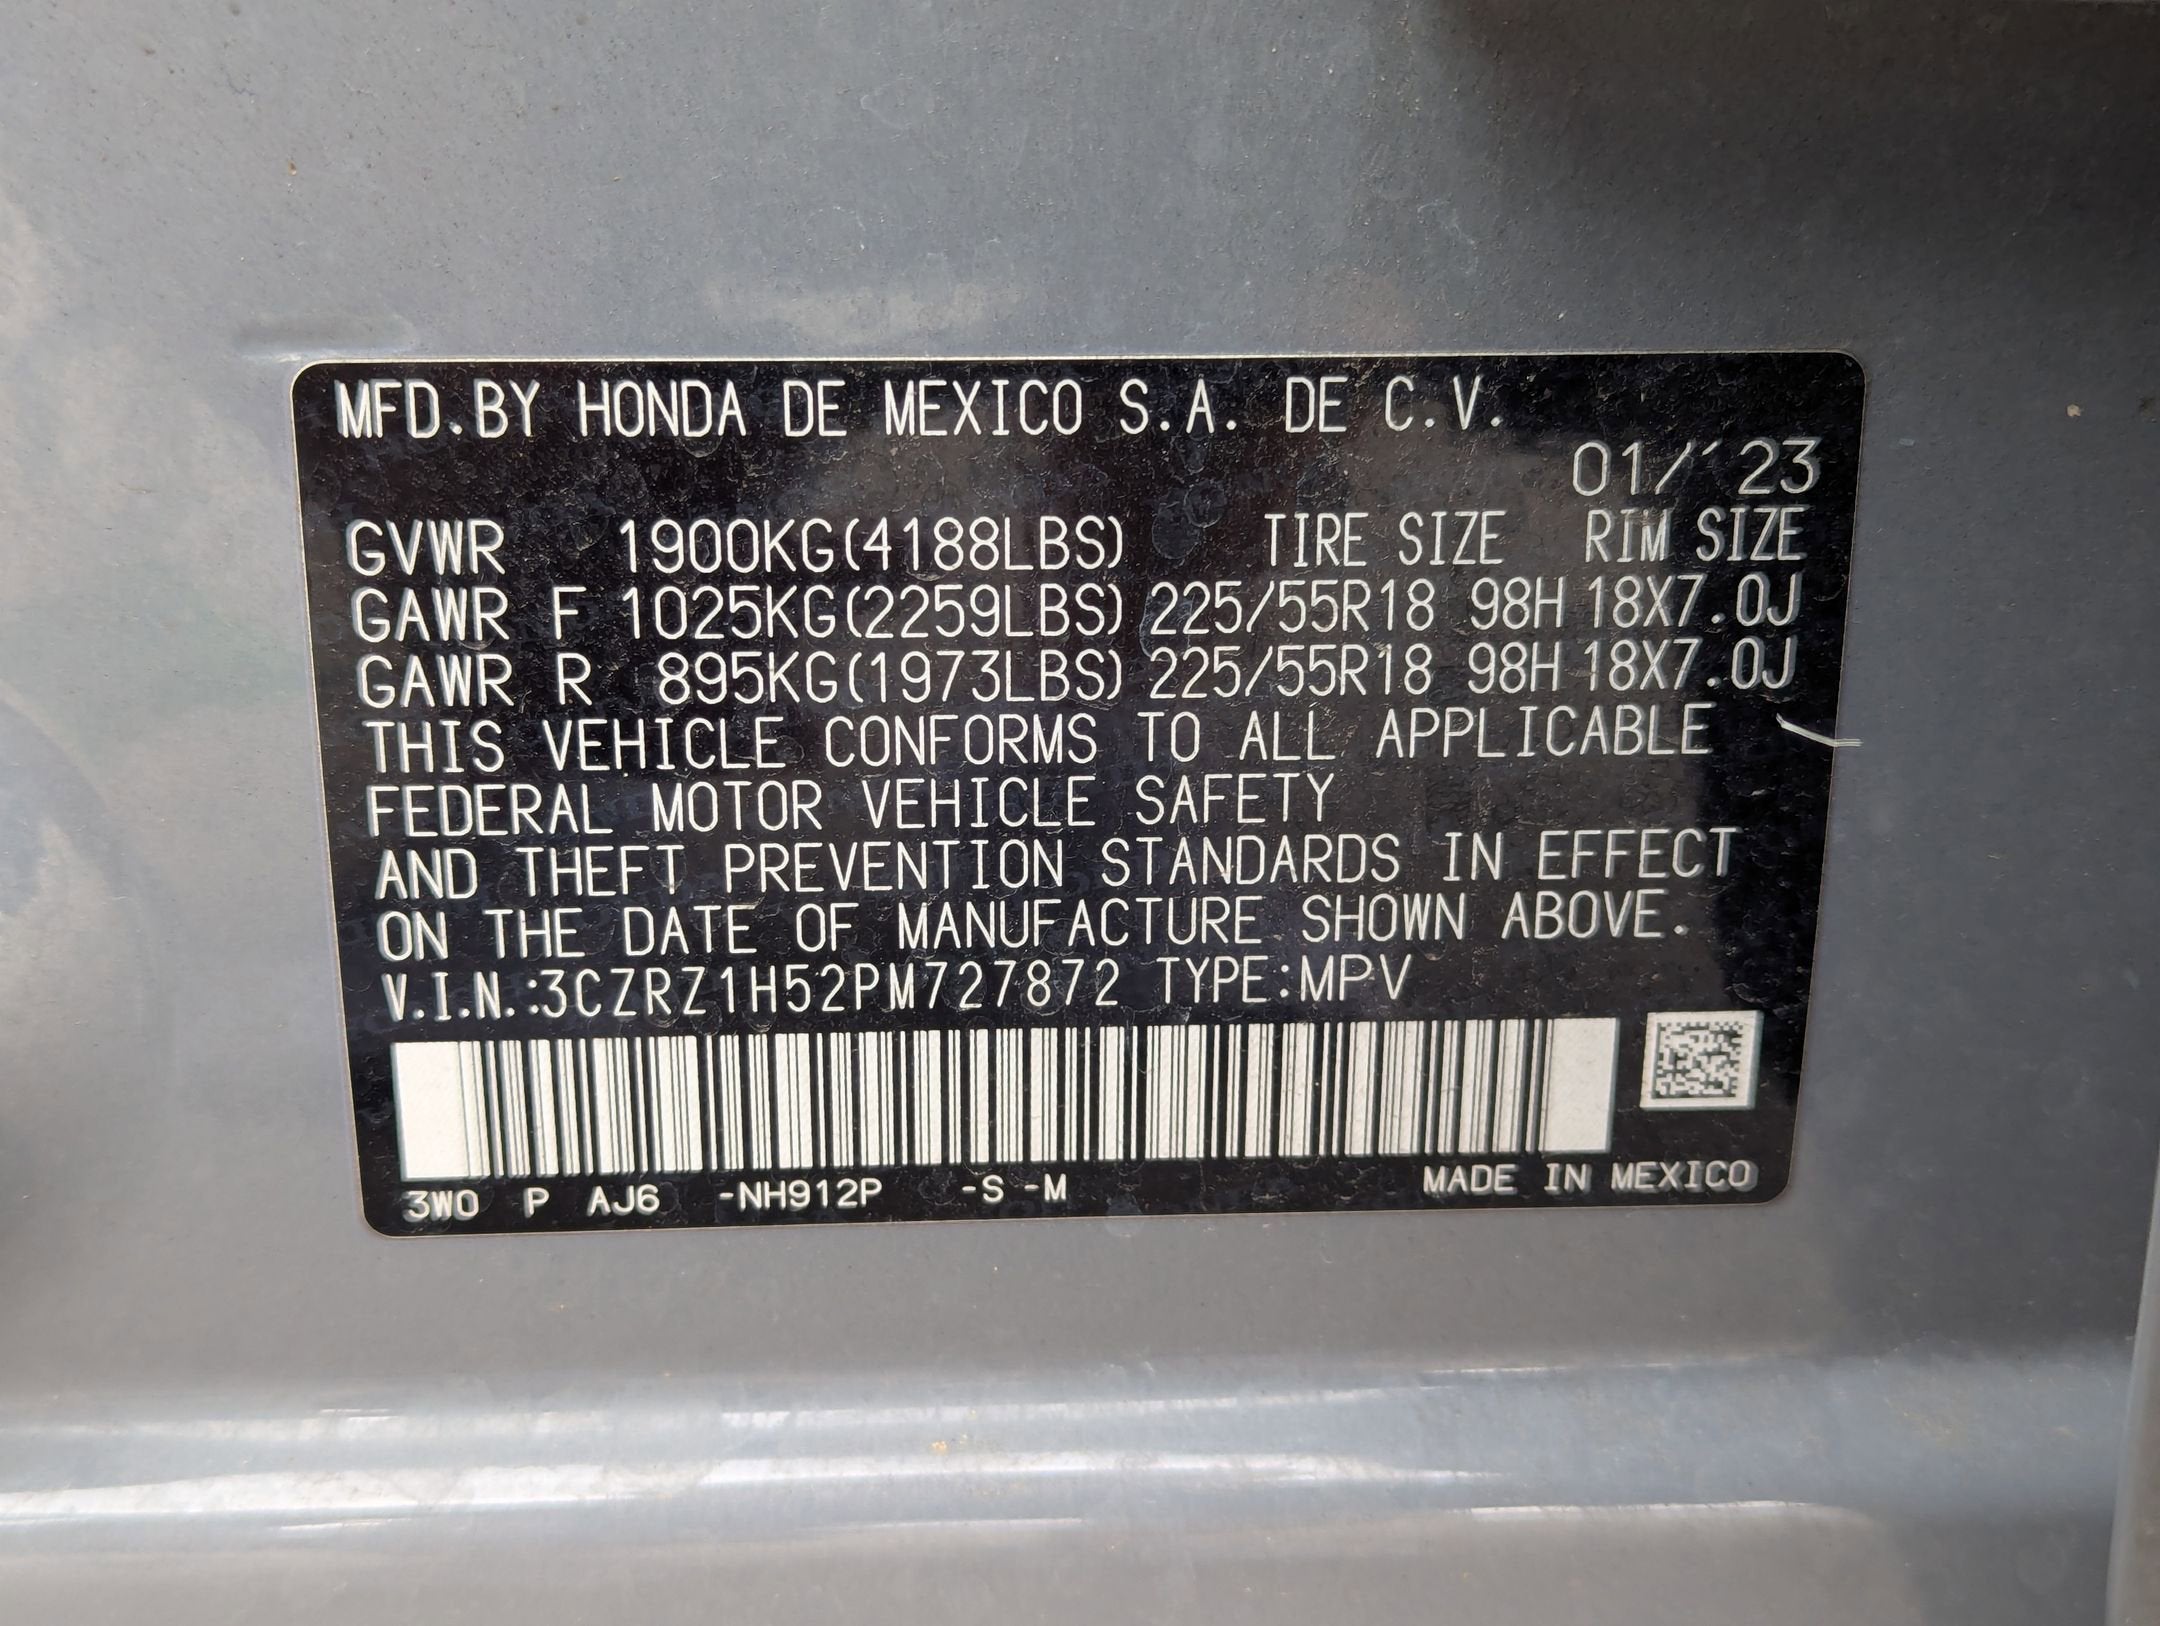 MFD.BY HONDA DE MEXICO S.A. DE C.V.
01/'23
GVWR 1900KG(4188LBS) TIRE SIZE RIM SIZE
GAWR F 1025KG(2259LBS) 225/55R18 98H 18X7.0J
GAWR R 895KG(1973LBS) 225/55R18 98H 18X7.0J
THIS VEHICLE CONFORMS TO ALL APPLICABLE
FEDERAL MOTOR VEHICLE SAFETY
AND THEFT PREVENTION STANDARDS IN EFFECT
ON THE DATE OF MANUFACTURE SHOWN ABOVE.
V.I.N.:3CZRZ1H52PM727872 TYPE:MPV
3W0 P AJ6 -NH912P -S -M MADE IN MEXICO